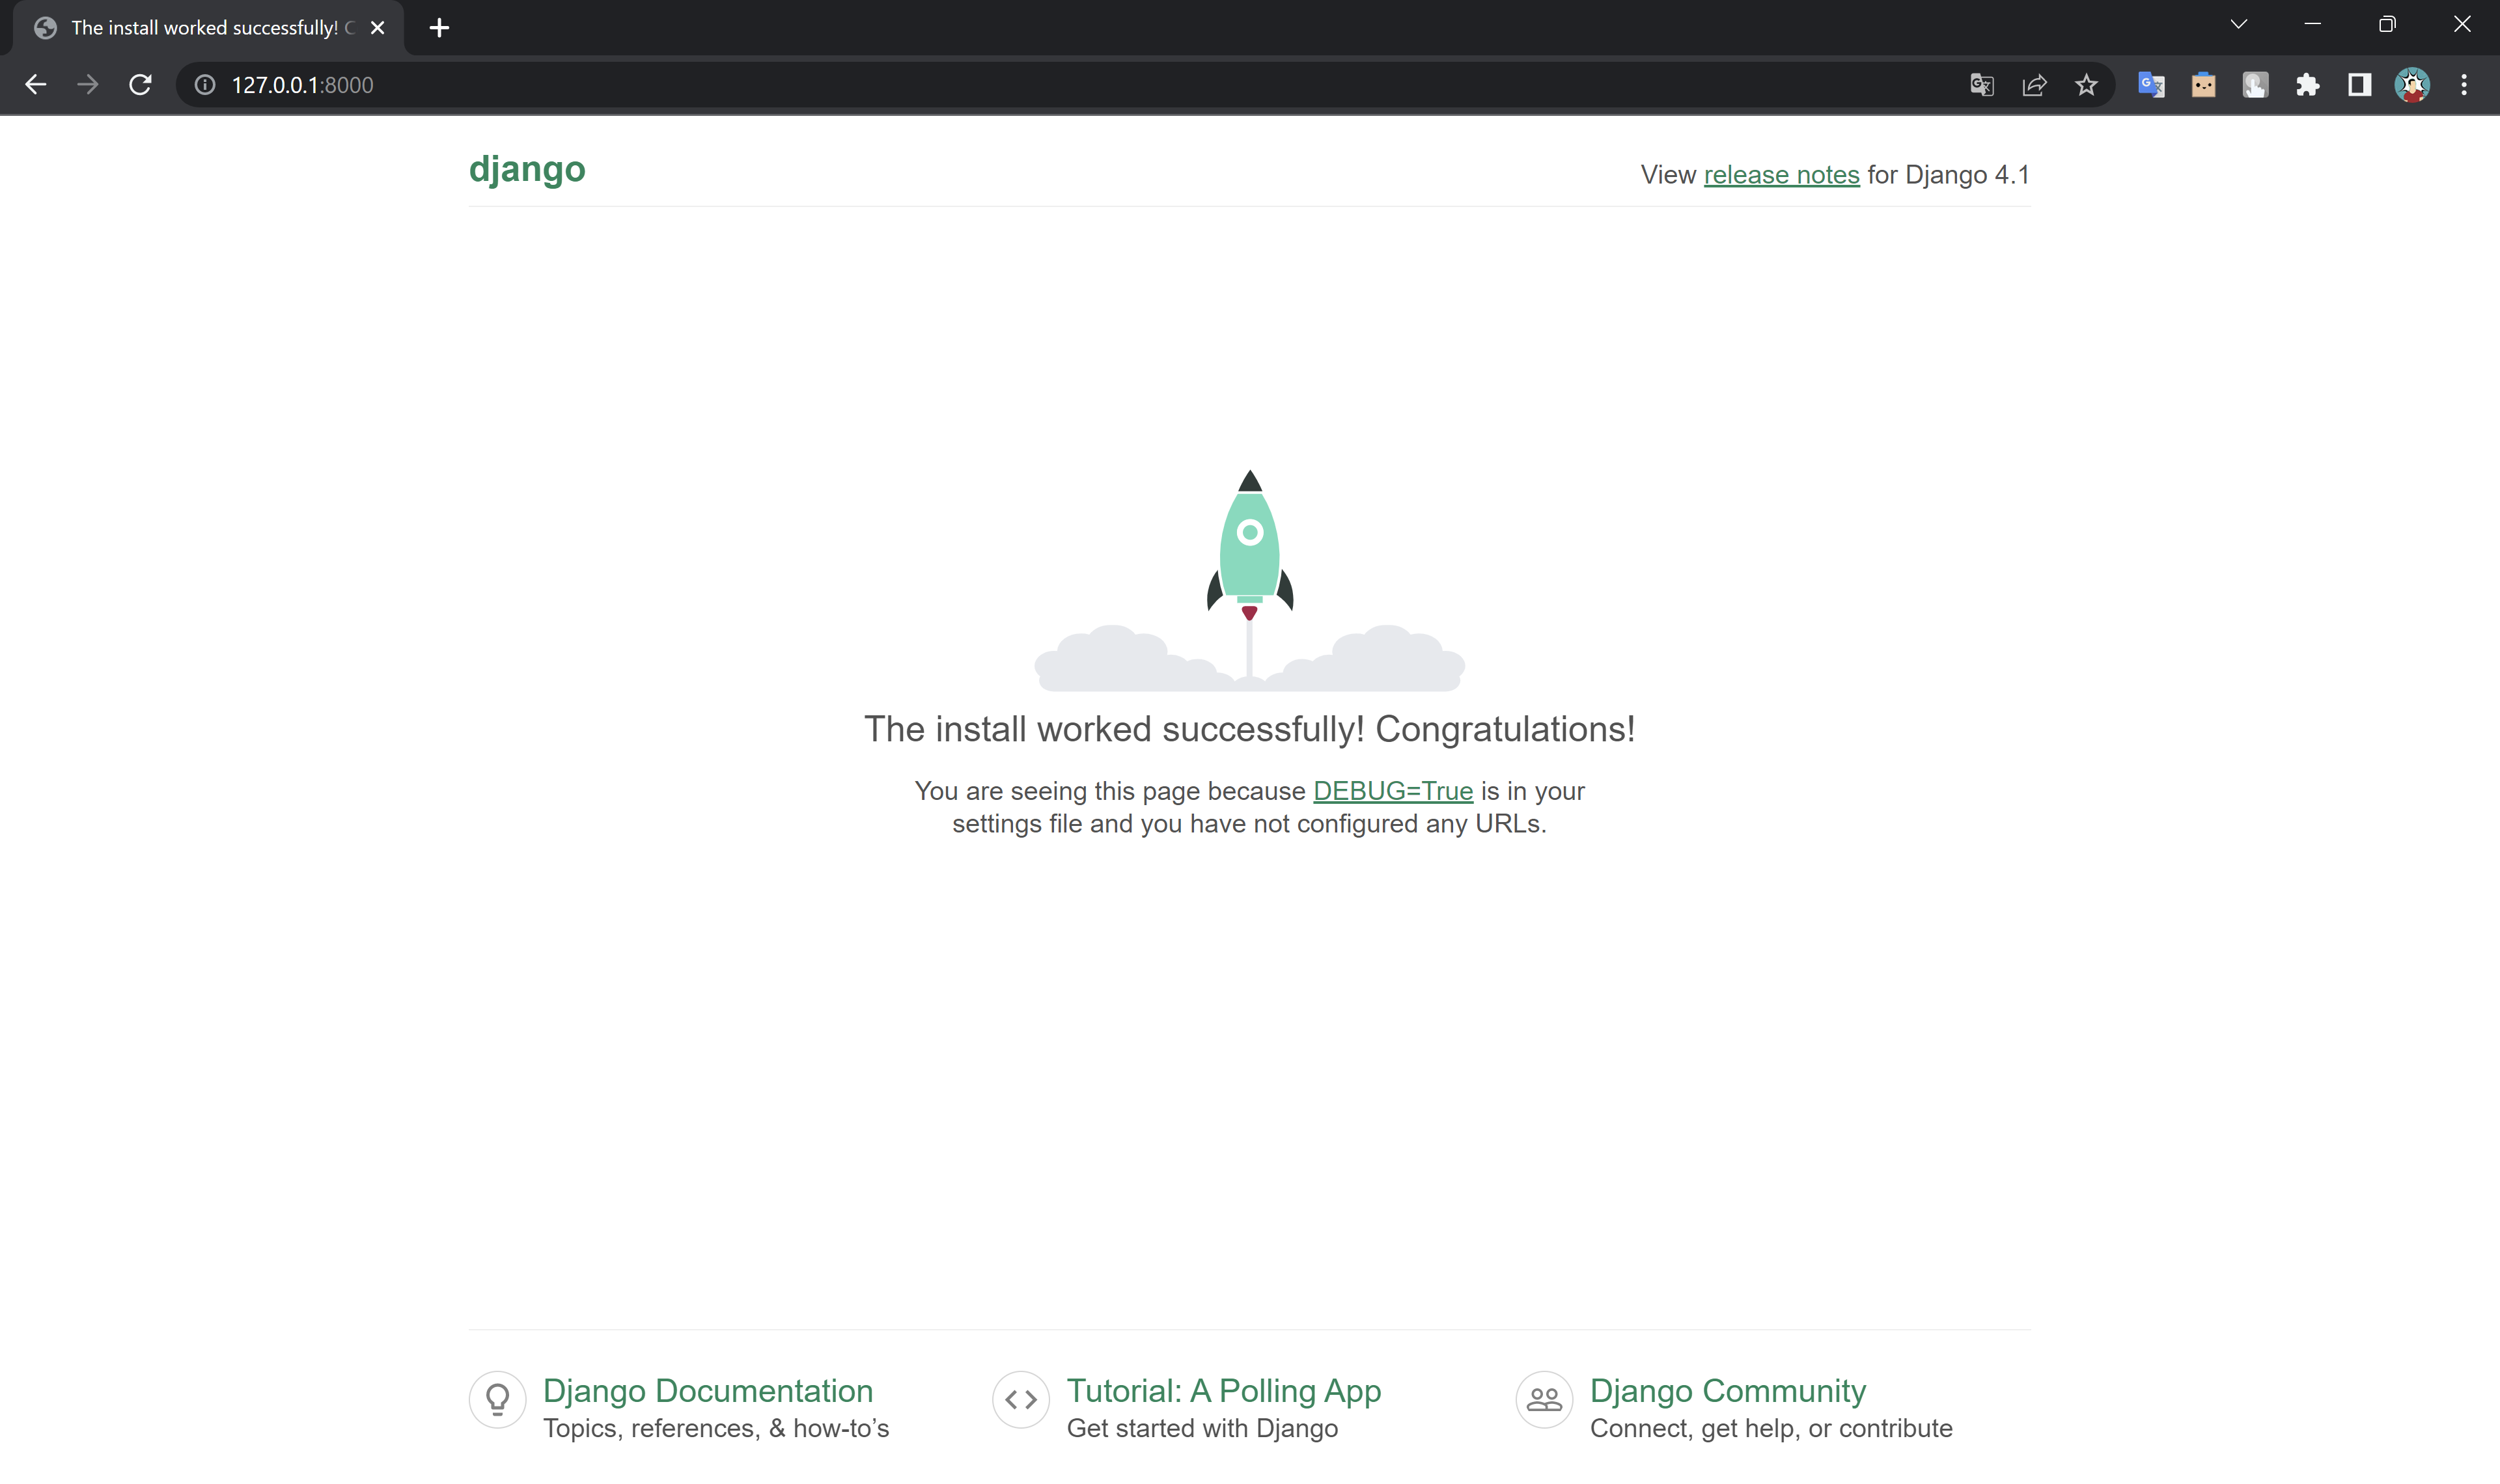 The install worked successfully! C
127.0.0.1:8000
django
View release notes for Django 4.1
The install worked successfully! Congratulations!
You are seeing this page because DEBUG=True is in your
settings file and you have not configured any URLs.
Django Documentation
Topics, references, & how-to’s
Tutorial: A Polling App
Get started with Django
Django Community
Connect, get help, or contribute